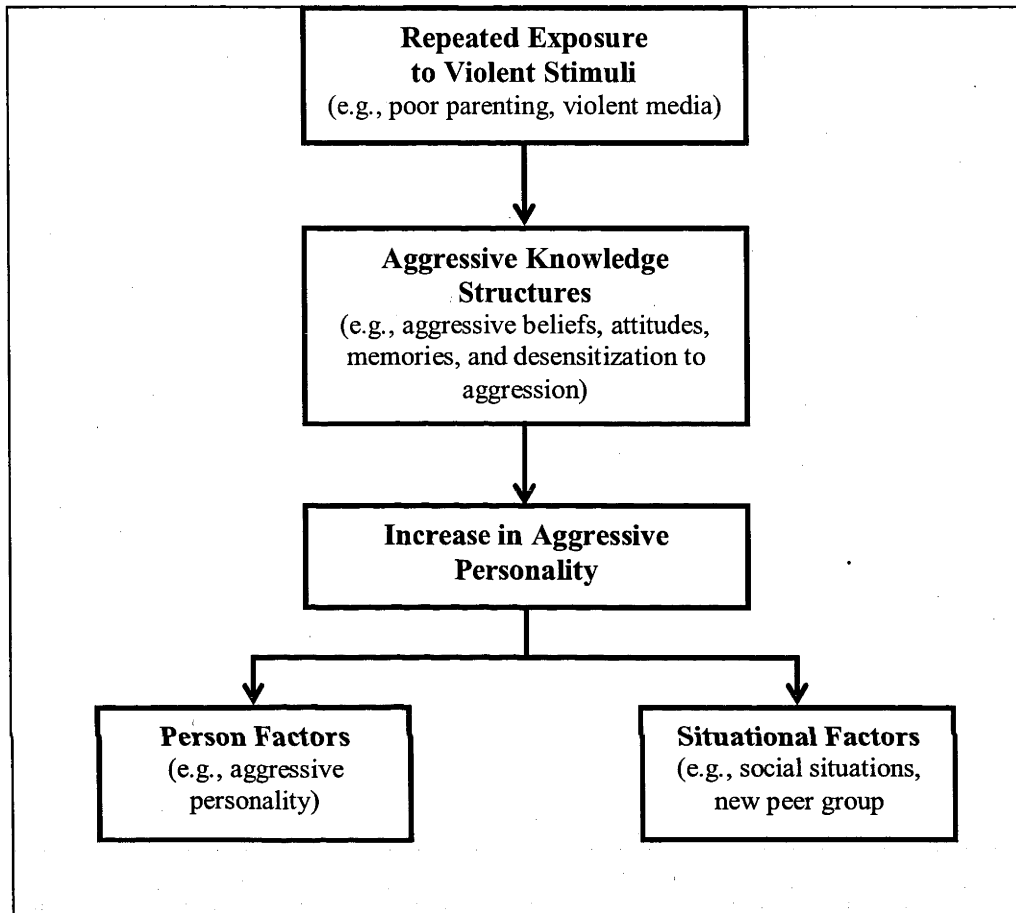 Repeated Exposure
to Violent Stimuli
(e.g., poor parenting, violent media)
Aggressive Knowledge
Structures
(e.g., aggressive beliefs, attitudes,
memories, and desensitization to
aggression)
Increase in Aggressive
Personality
Person Factors
(e.g., aggressive
personality)
Situational Factors
(e.g., social situations,
new peer group